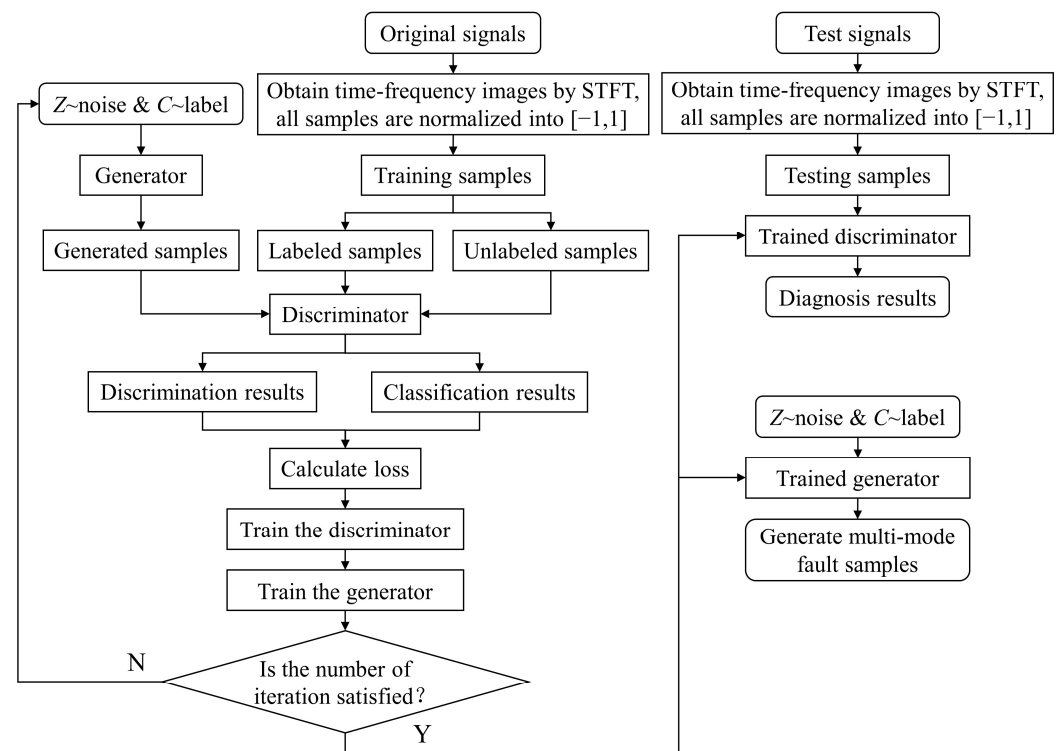 Original signals
Obtain time-frequency images by STFT,
all samples are normalized into [−1,1]
Z~noise & C~label
Generator
Training samples
Generated samples
Labeled samples
Unlabeled samples
Discriminator
Discrimination results
Classification results
Calculate loss
Train the discriminator
Train the generator
Is the number of
iteration satisfied?
N
Y
Test signals
Obtain time-frequency images by STFT,
all samples are normalized into [−1,1]
Testing samples
Trained discriminator
Diagnosis results
Z~noise & C~label
Trained generator
Generate multi-mode
fault samples